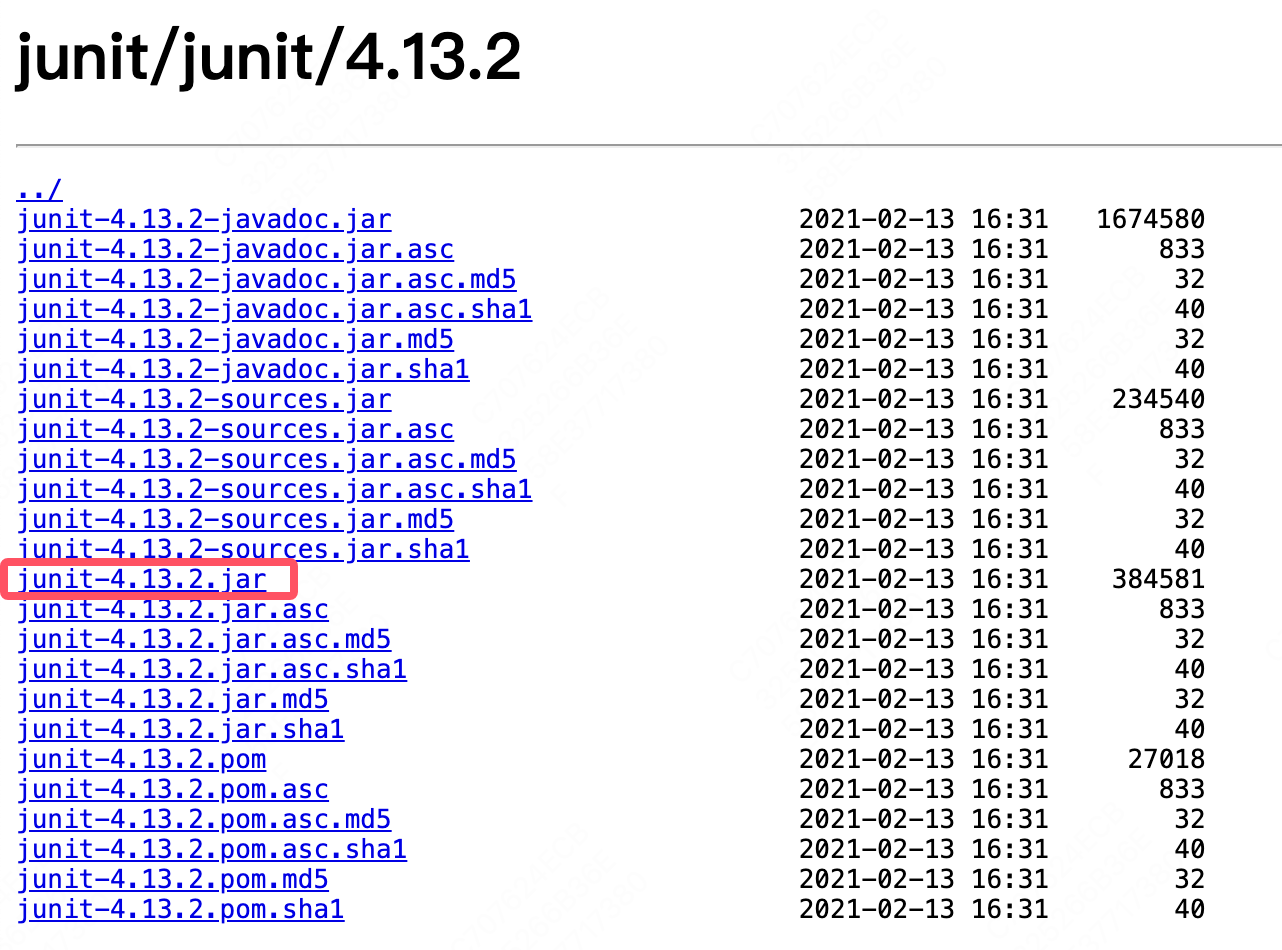 junit/junit/4.13.2
../
junit-4.13.2-javadoc.jar 2021-02-13 16:31 1674580
junit-4.13.2-javadoc.jar.asc 2021-02-13 16:31 833
junit-4.13.2-javadoc.jar.asc.md5 2021-02-13 16:31 32
junit-4.13.2-javadoc.jar.asc.sha1 2021-02-13 16:31 40
junit-4.13.2-javadoc.jar.md5 2021-02-13 16:31 32
junit-4.13.2-javadoc.jar.sha1 2021-02-13 16:31 40
junit-4.13.2-sources.jar 2021-02-13 16:31 234540
junit-4.13.2-sources.jar.asc 2021-02-13 16:31 833
junit-4.13.2-sources.jar.asc.md5 2021-02-13 16:31 32
junit-4.13.2-sources.jar.asc.sha1 2021-02-13 16:31 40
junit-4.13.2-sources.jar.md5 2021-02-13 16:31 32
junit-4.13.2-sources.jar.sha1 2021-02-13 16:31 40
junit-4.13.2.jar 2021-02-13 16:31 384581
junit-4.13.2.jar.asc 2021-02-13 16:31 833
junit-4.13.2.jar.asc.md5 2021-02-13 16:31 32
junit-4.13.2.jar.asc.sha1 2021-02-13 16:31 40
junit-4.13.2.jar.md5 2021-02-13 16:31 32
junit-4.13.2.jar.sha1 2021-02-13 16:31 40
junit-4.13.2.pom 2021-02-13 16:31 27018
junit-4.13.2.pom.asc 2021-02-13 16:31 833
junit-4.13.2.pom.asc.md5 2021-02-13 16:31 32
junit-4.13.2.pom.asc.sha1 2021-02-13 16:31 40
junit-4.13.2.pom.md5 2021-02-13 16:31 32
junit-4.13.2.pom.sha1 2021-02-13 16:31 40